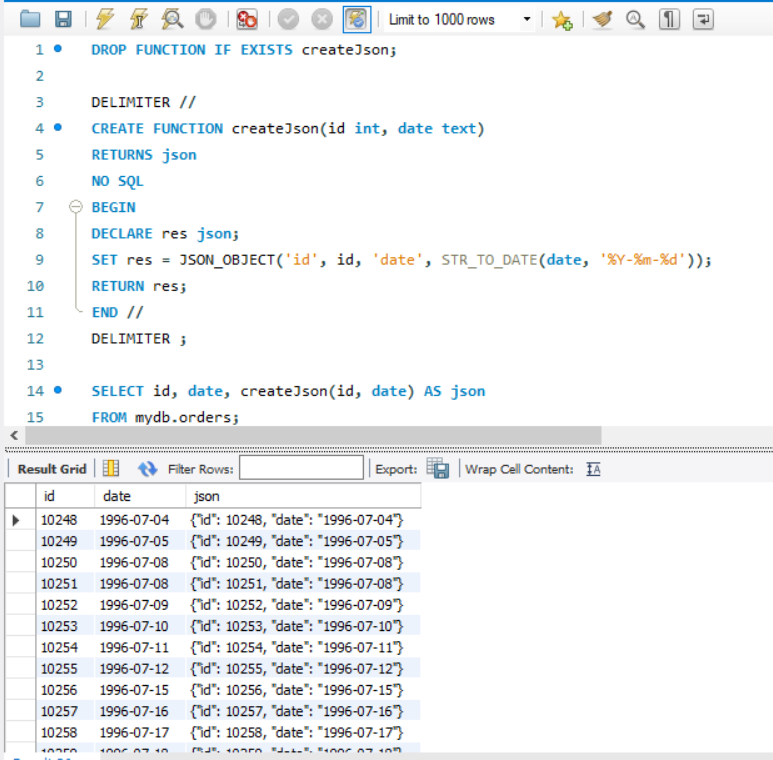 Limit to 1000 rows
1 DROP FUNCTION IF EXISTS createJson;
2
3 DELIMITER //
4 CREATE FUNCTION createJson(id int, date text)
5 RETURNS json
6 NO SQL
7 BEGIN
8 DECLARE res json;
9 SET res = JSON_OBJECT('id', id, 'date', STR_TO_DATE(date, '%Y-%m-%d'));
10 RETURN res;
11 END //
12 DELIMITER ;
13
14 SELECT id, date, createJson(id, date) AS json
15 FROM mydb.orders;
Result Grid Filter Rows: Export: Wrap Cell Content: IA
id date json
10248 1996-07-04 {"id": 10248, "date": "1996-07-04"}
10249 1996-07-05 {"id": 10249, "date": "1996-07-05"}
10250 1996-07-08 {"id": 10250, "date": "1996-07-08"}
10251 1996-07-08 {"id": 10251, "date": "1996-07-08"}
10252 1996-07-09 {"id": 10252, "date": "1996-07-09"}
10253 1996-07-10 {"id": 10253, "date": "1996-07-10"}
10254 1996-07-11 {"id": 10254, "date": "1996-07-11"}
10255 1996-07-12 {"id": 10255, "date": "1996-07-12"}
10256 1996-07-15 {"id": 10256, "date": "1996-07-15"}
10257 1996-07-16 {"id": 10257, "date": "1996-07-16"}
10258 1996-07-17 {"id": 10258, "date": "1996-07-17"}